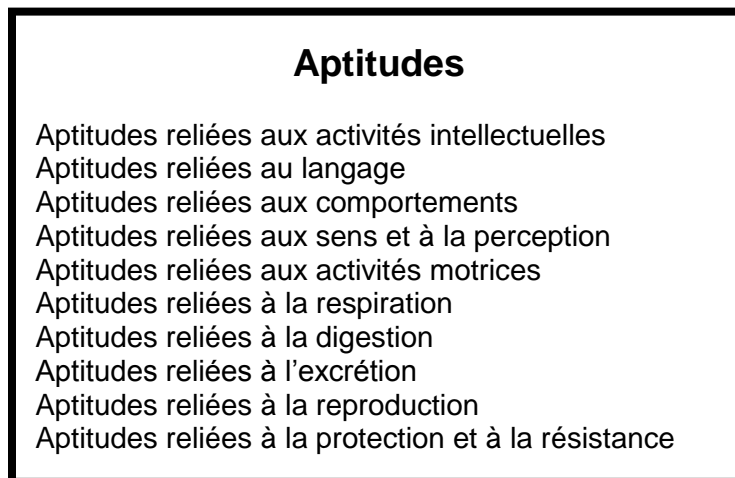 Aptitudes
Aptitudes reliées aux activités intellectuelles
Aptitudes reliées au langage
Aptitudes reliées aux comportements
Aptitudes reliées aux sens et à la perception
Aptitudes reliées aux activités motrices
Aptitudes reliées à la respiration
Aptitudes reliées à la digestion
Aptitudes reliées à l’excrétion
Aptitudes reliées à la reproduction
Aptitudes reliées à la protection et à la résistance